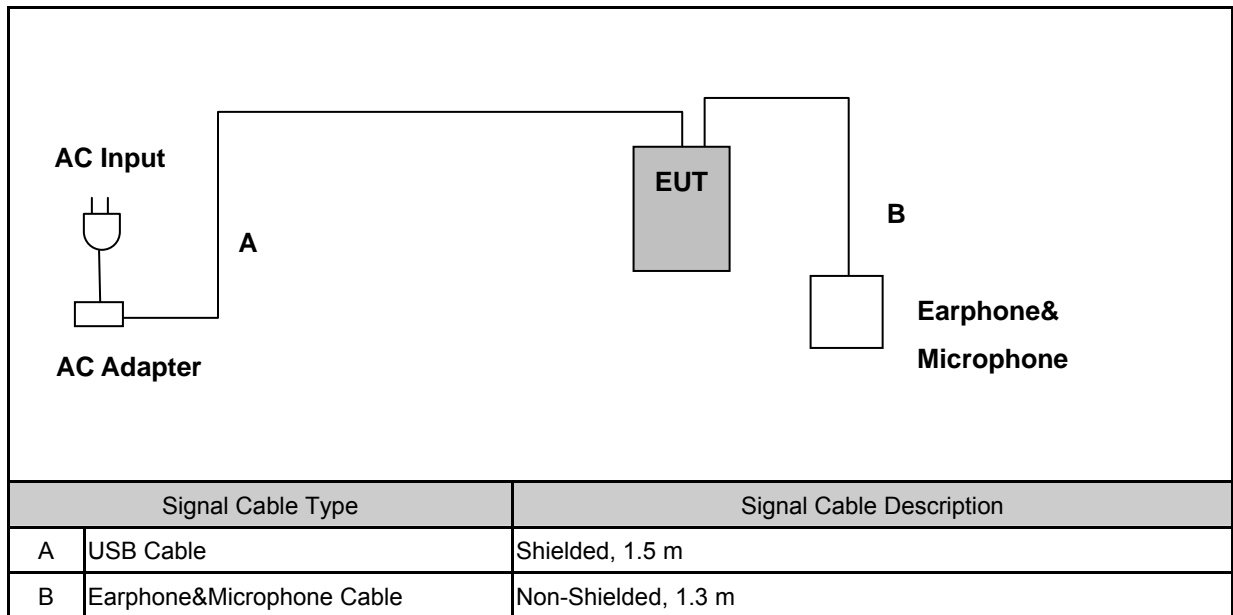 AC Input
EUT
A
B
Earphone&
Microphone
AC Adapter
Signal Cable Type Signal Cable Description
A USB Cable Shielded, 1.5 m
B Earphone&Microphone Cable Non-Shielded, 1.3 m